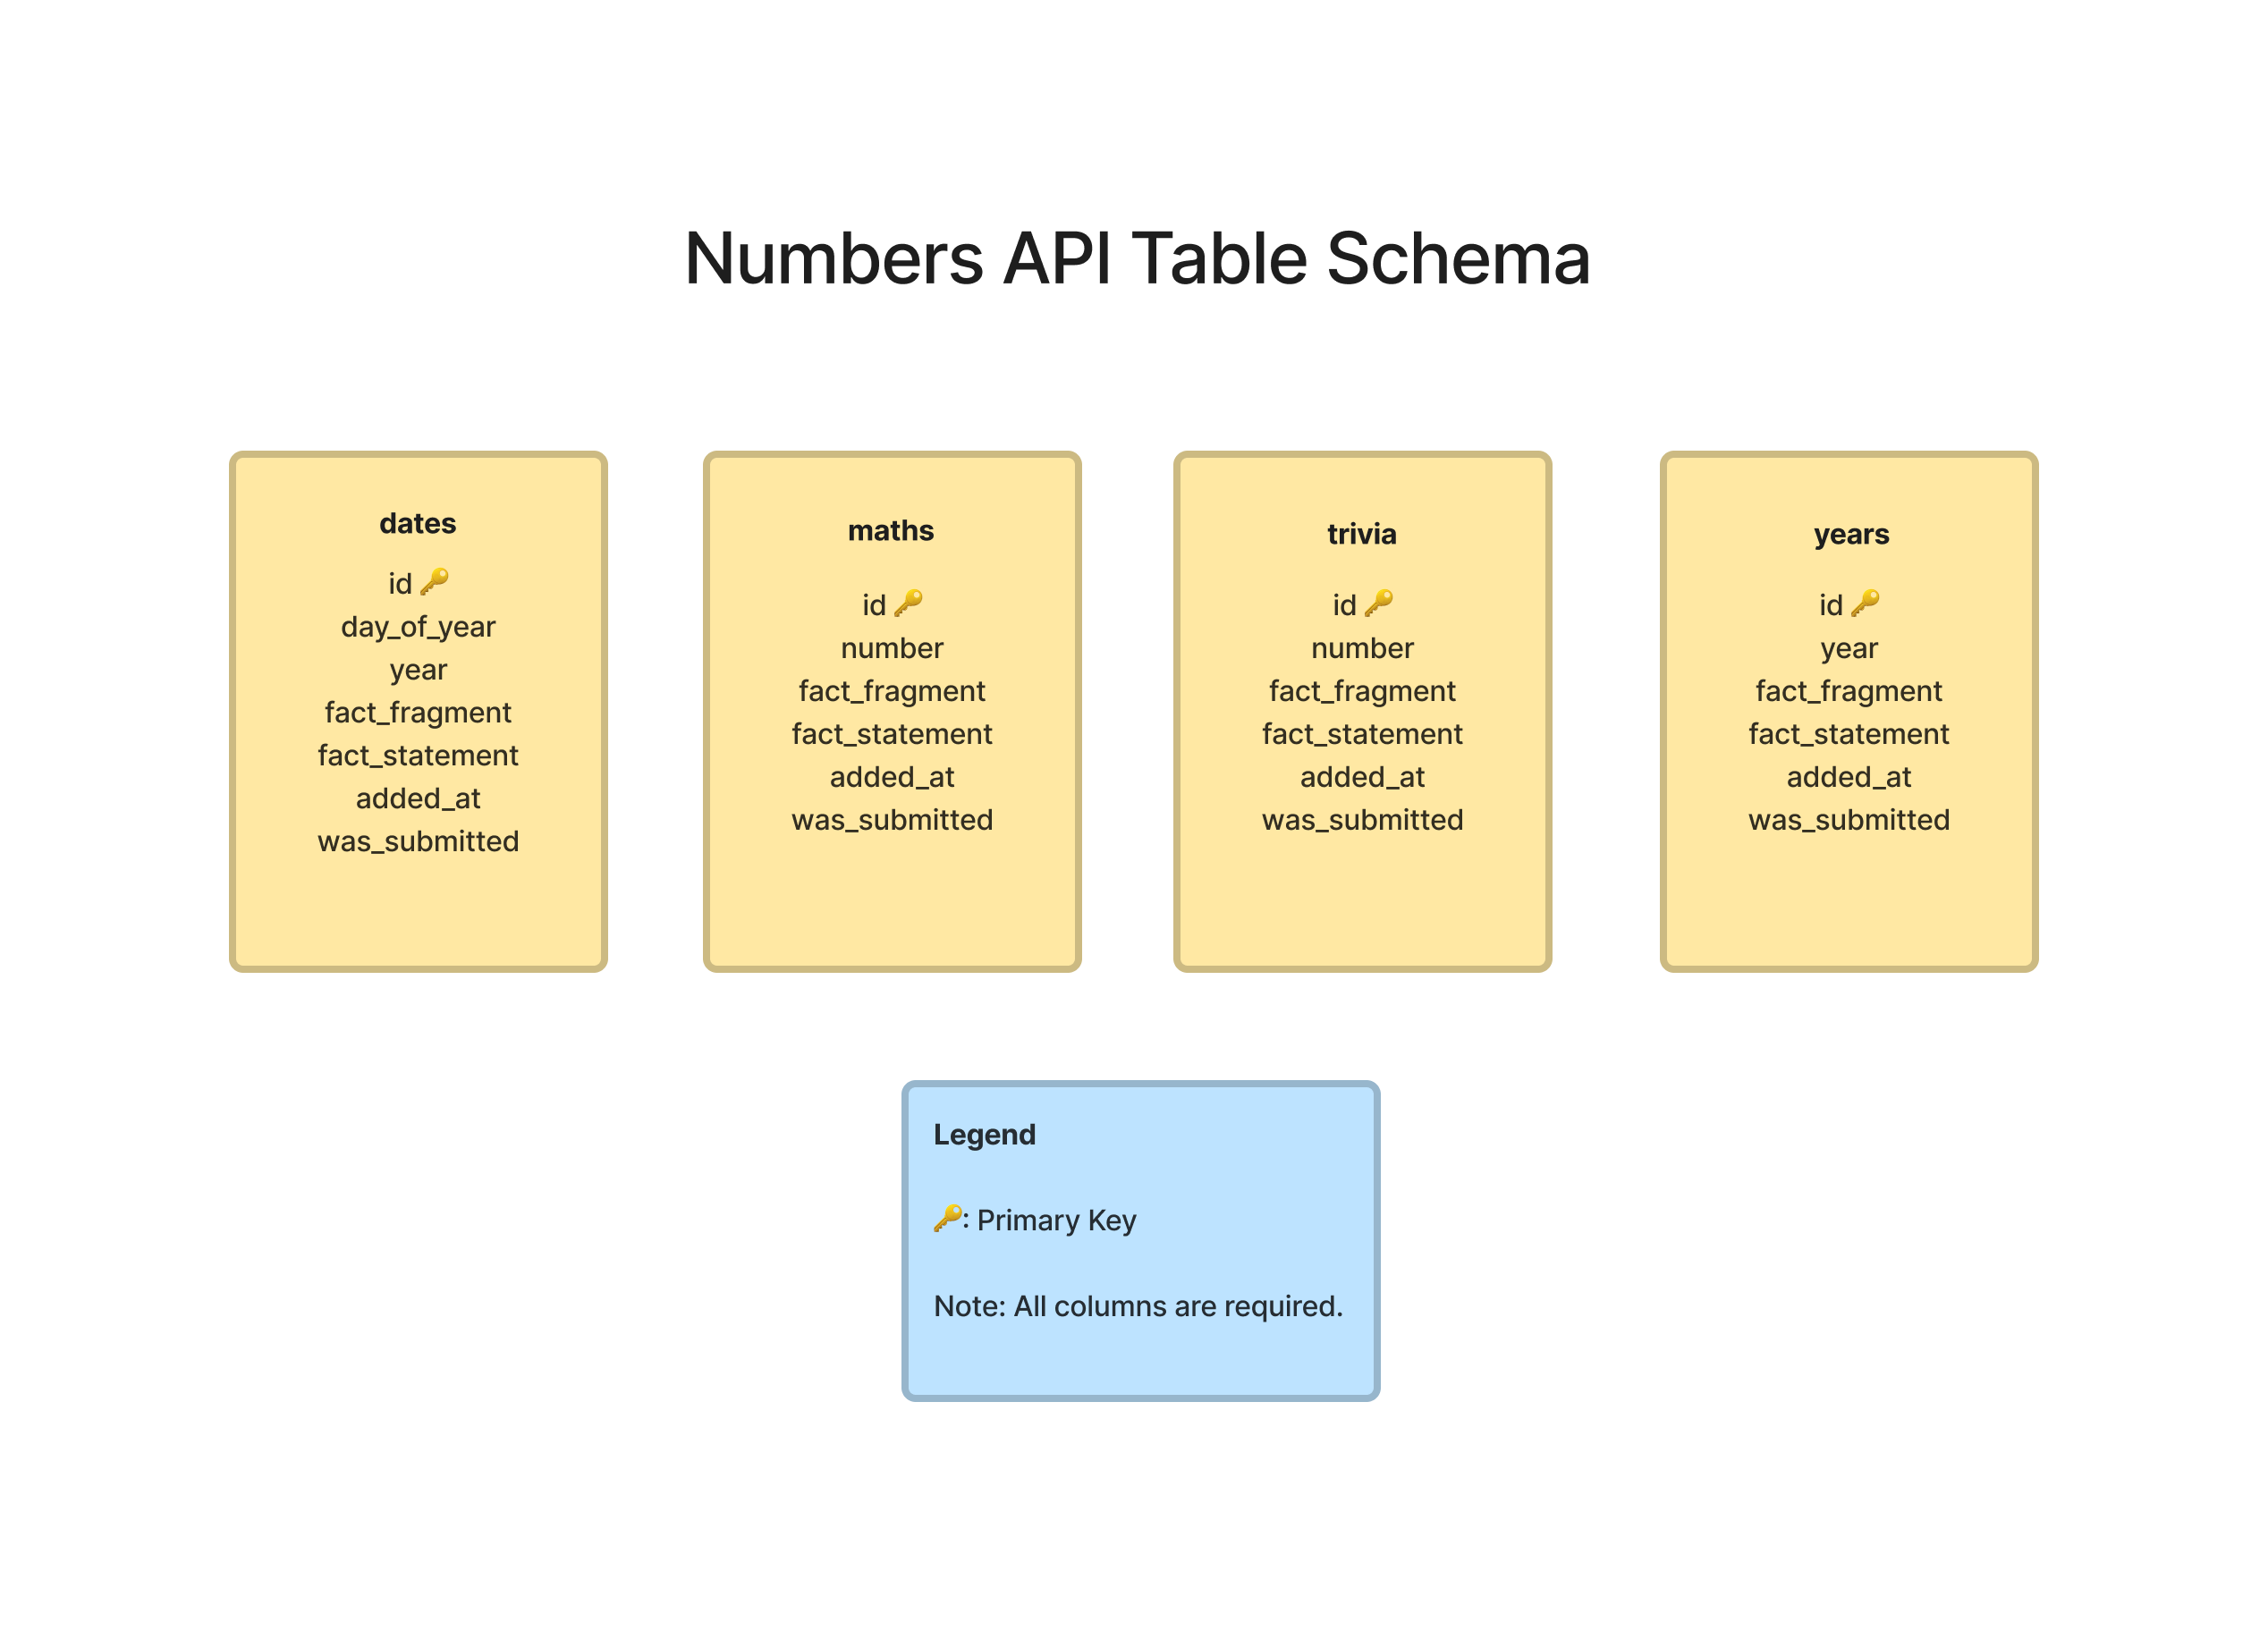 Numbers API Table Schema
dates
id 🔑
day_of_year
year
fact_fragment
fact_statement
added_at
was_submitted
maths
id 🔑
number
fact_fragment
fact_statement
added_at
was_submitted
trivia
id 🔑
number
fact_fragment
fact_statement
added_at
was_submitted
years
id 🔑
year
fact_fragment
fact_statement
added_at
was_submitted
Legend
🔑: Primary Key
Note: All columns are required.